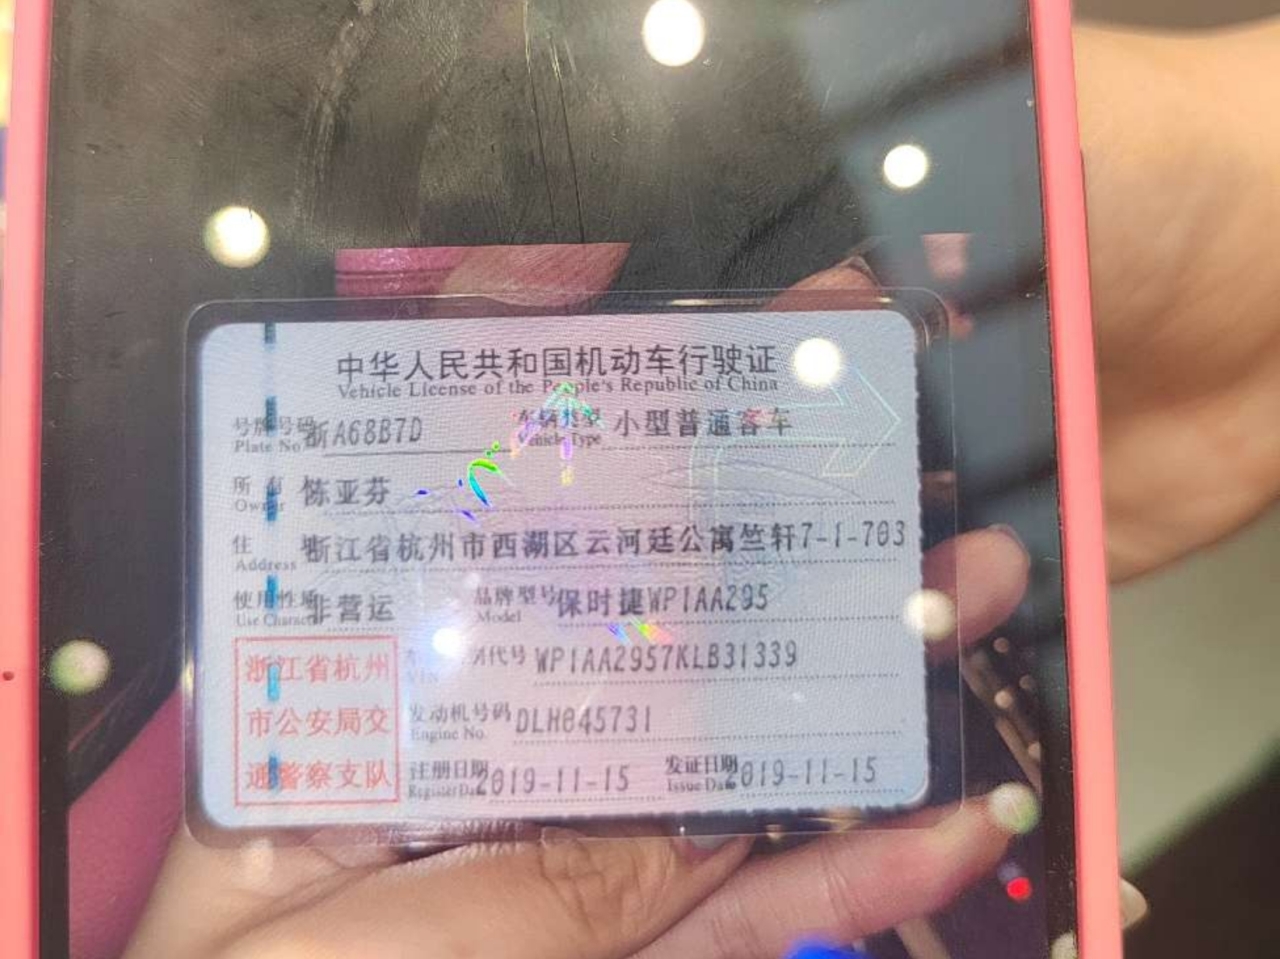 中华人民共和国机动车行驶证
Vehicle License of the People's Republic of China
号牌号码 浙A68B7D 车辆类型 小型普通客车
Plate No. Vehicle Type
所有 陈亚芬
Owner
住 浙江省杭州市西湖区云河廷公寓竺轩7-1-703
Address
使用性质 非营运 品牌型号 保时捷WP1AA295
Use Character Model
浙江省杭州 代号 WP1AA2957KLB31339
VIN
市公安局交 发动机号码 DLH045731
Engine No.
通警察支队 注册日期 2019-11-15 发证日期 2019-11-15
Register Date Issue Date